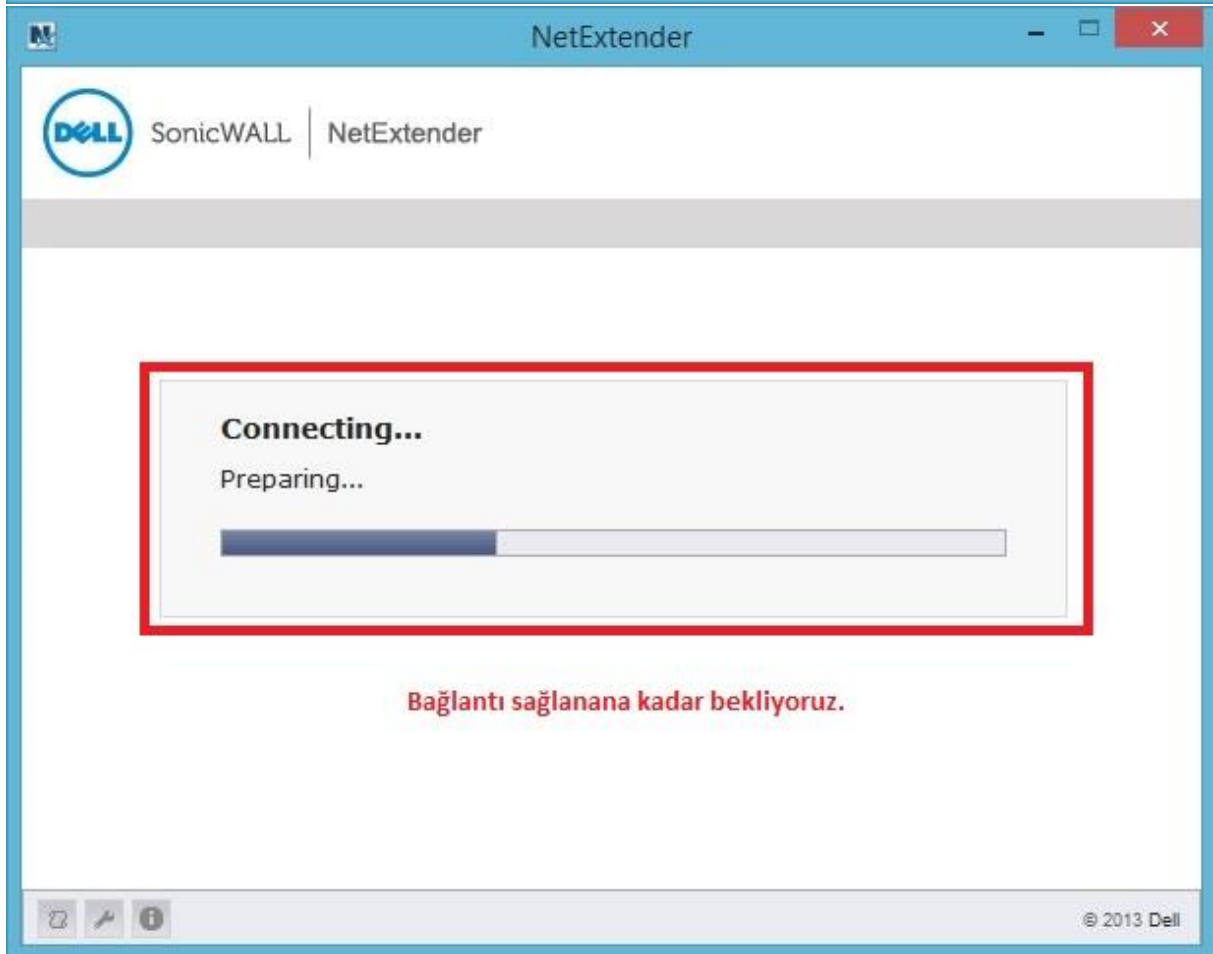 NetExtender
DELL SonicWALL | NetExtender
Connecting...
Preparing...
Bağlantı sağlanana kadar bekliyoruz.
© 2013 Dell